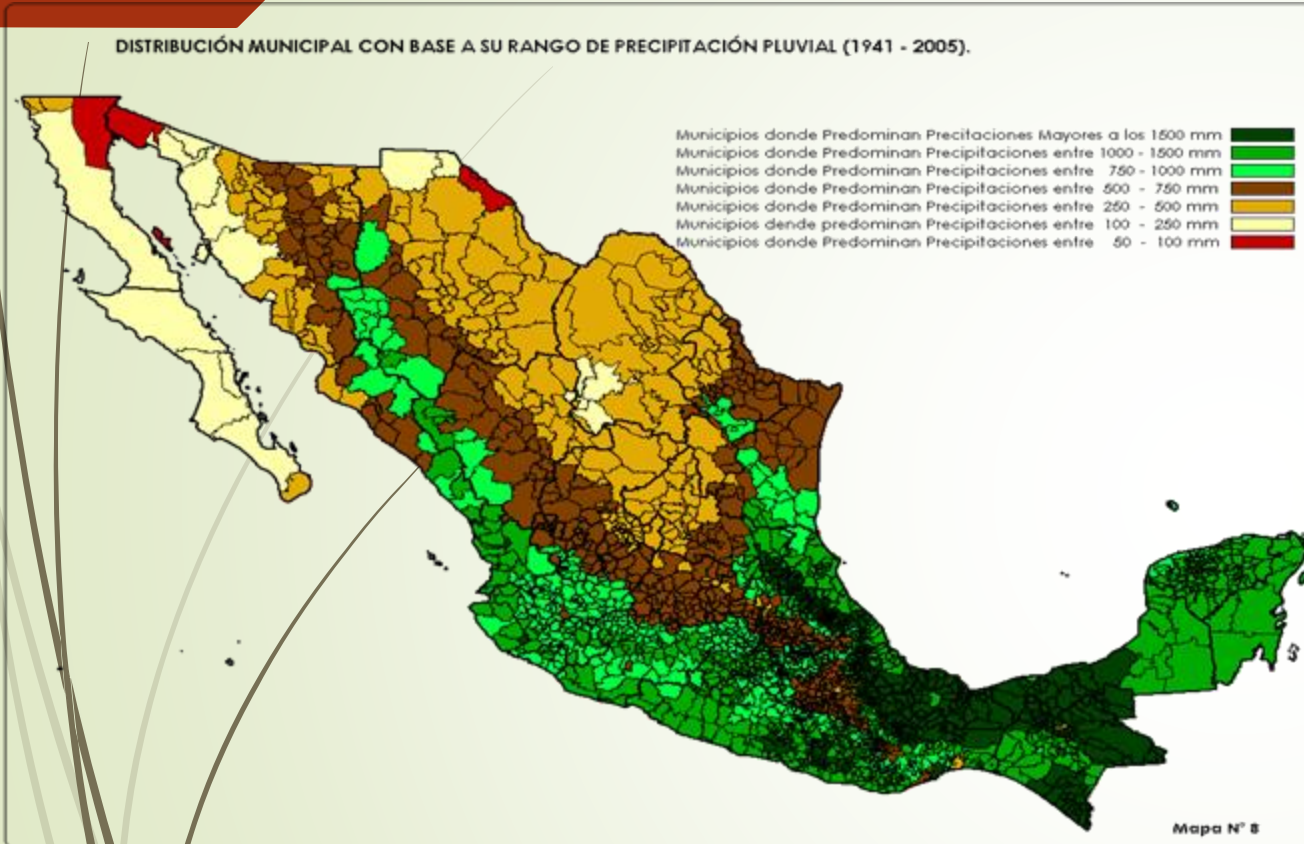 DISTRIBUCIÓN MUNICIPAL CON BASE A SU RANGO DE PRECIPITACIÓN PLUVIAL (1941 - 2005).
Municipios donde Predominan Precitaciones Mayores a los 1500 mm
Municipios donde Predominan Precipitaciones entre 1000 - 1500 mm
Municipios donde Predominan Precipitaciones entre 750 - 1000 mm
Municipios donde Predominan Precipitaciones entre 500 - 750 mm
Municipios donde Predominan Precipitaciones entre 250 - 500 mm
Municipios dende predominan Precipitaciones entre 100 - 250 mm
Municipios donde Predominan Precipitaciones entre 50 - 100 mm
Mapa N° 8